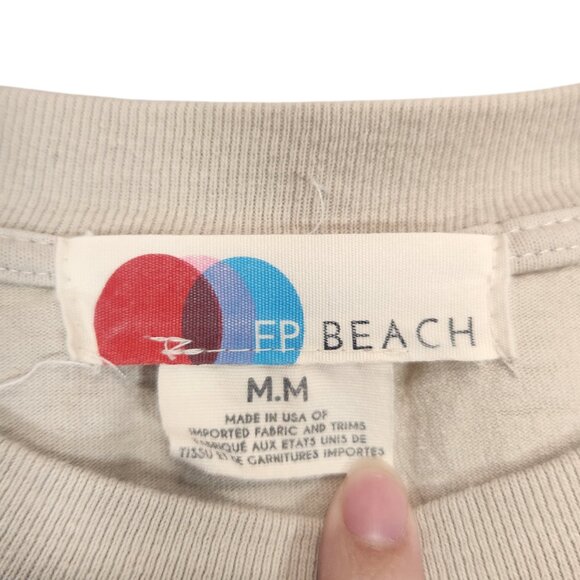 FP BEACH
M.M
MADE IN USA OF
IMPORTED FABRIC AND TRIMS
FABRIQUÉ AUX ETATS UNIS DE
TISSU ET DE GARNITURES IMPORTES